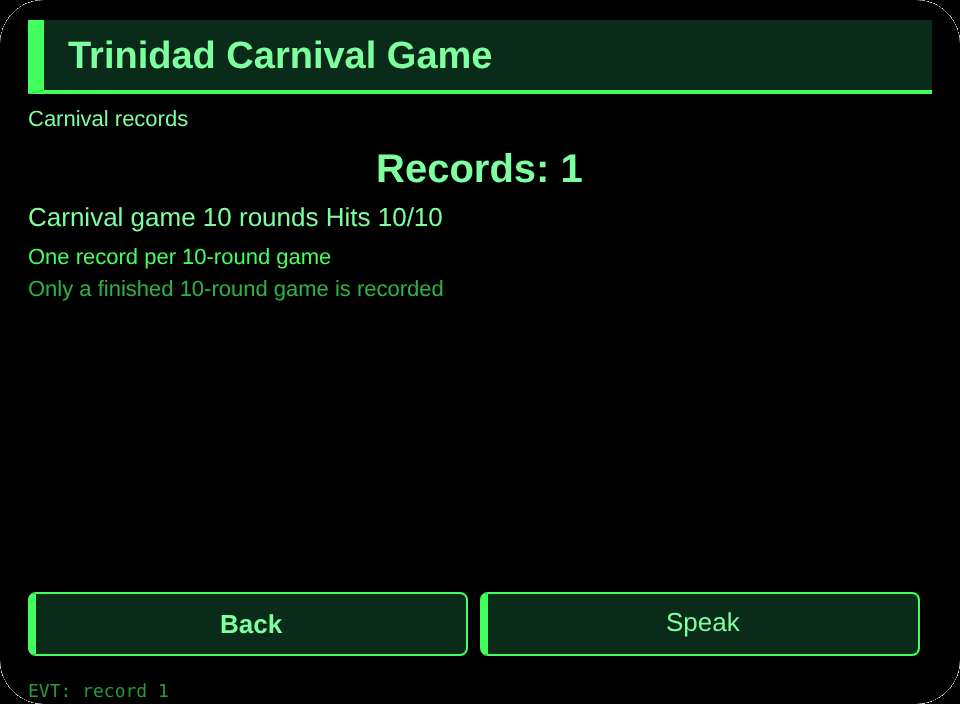 Trinidad Carnival Game
Carnival records
Records: 1
Carnival game 10 rounds Hits 10/10
One record per 10-round game
Only a finished 10-round game is recorded
Back
Speak
EVT: record 1